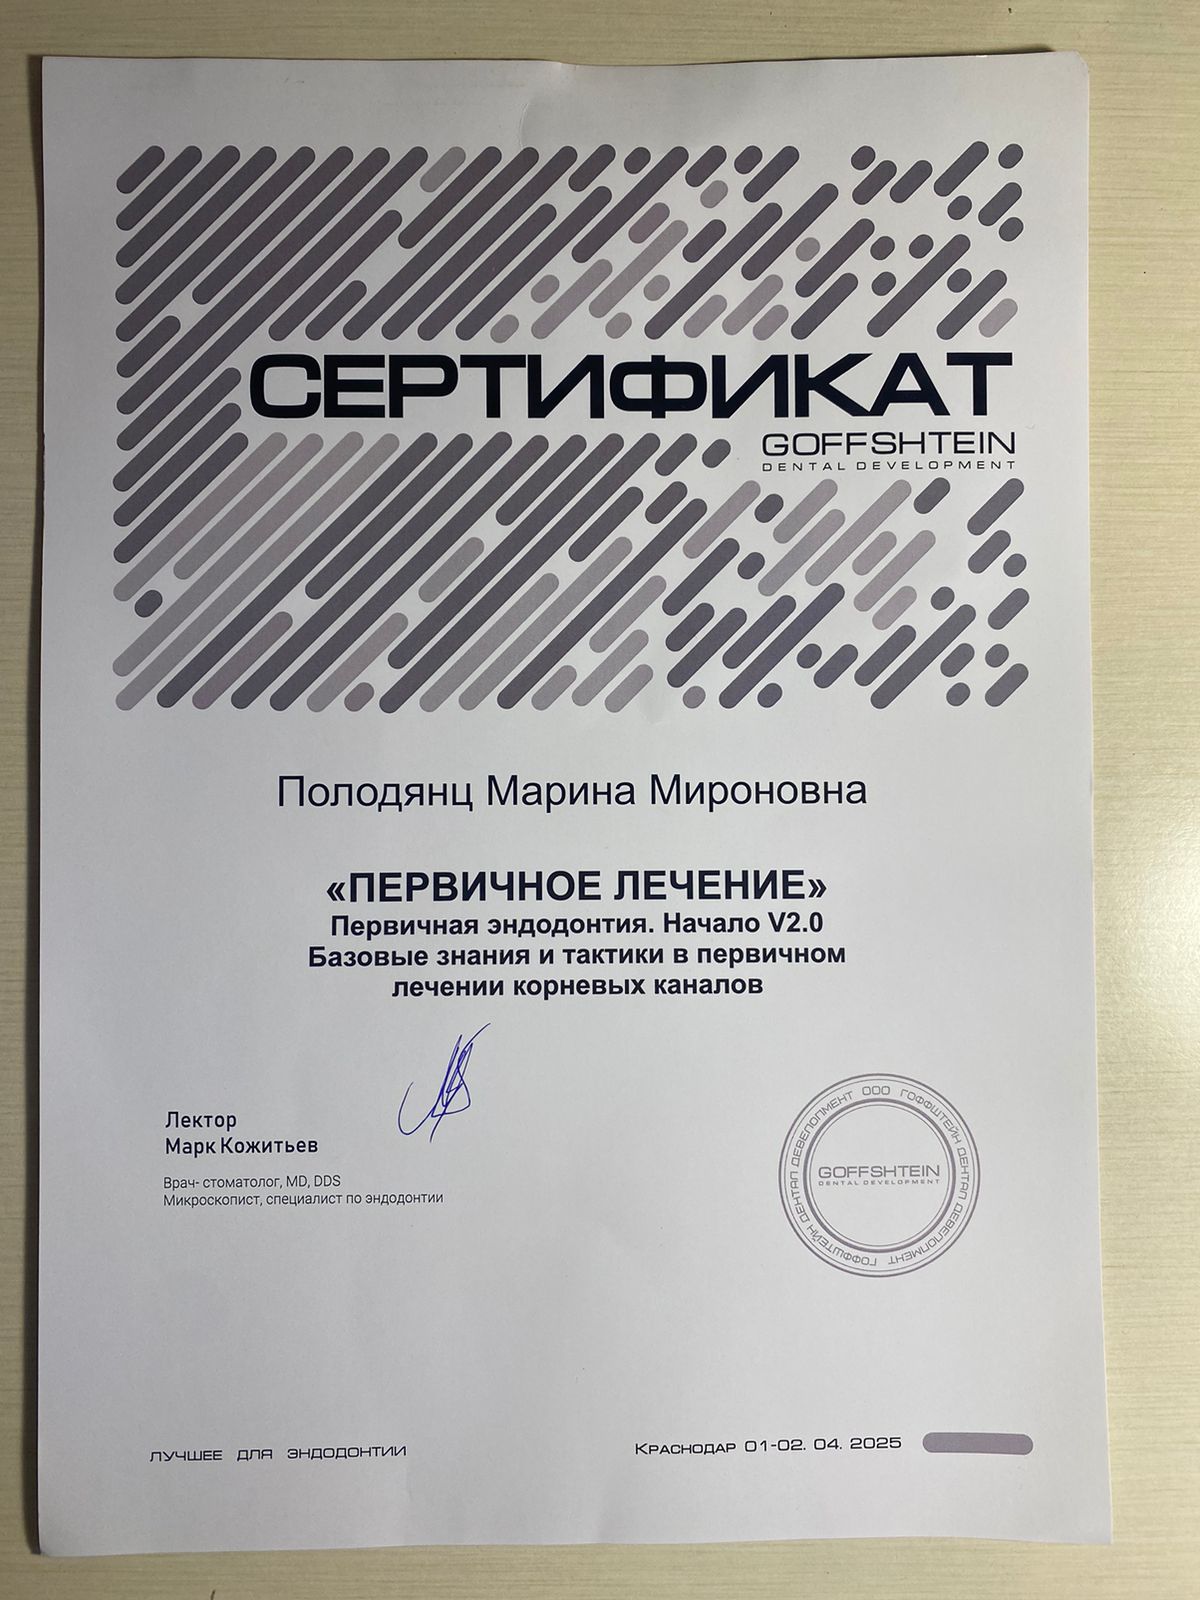 СЕРТИФИКАТ
GOFFSHTEIN
DENTAL DEVELOPMENT
Полодянц Марина Мироновна
«ПЕРВИЧНОЕ ЛЕЧЕНИЕ»
Первичная эндодонтия. Начало V2.0
Базовые знания и тактики в первичном
лечении корневых каналов
Лектор
Марк Кожитьев
Врач- стоматолог, MD, DDS
Микроскопист, специалист по эндодонтии
ООО ГОФФШТЕЙН ДЕНТАЛ ДЕВЕЛОПМЕНТ ГОФФШТЕЙН ДЕНТАЛ ДЕВЕЛОПМЕНТ
GOFFSHTEIN
DENTAL DEVELOPMENT
ЛУЧШЕЕ ДЛЯ ЭНДОДОНТИИ
КРАСНОДАР 01-02. 04. 2025